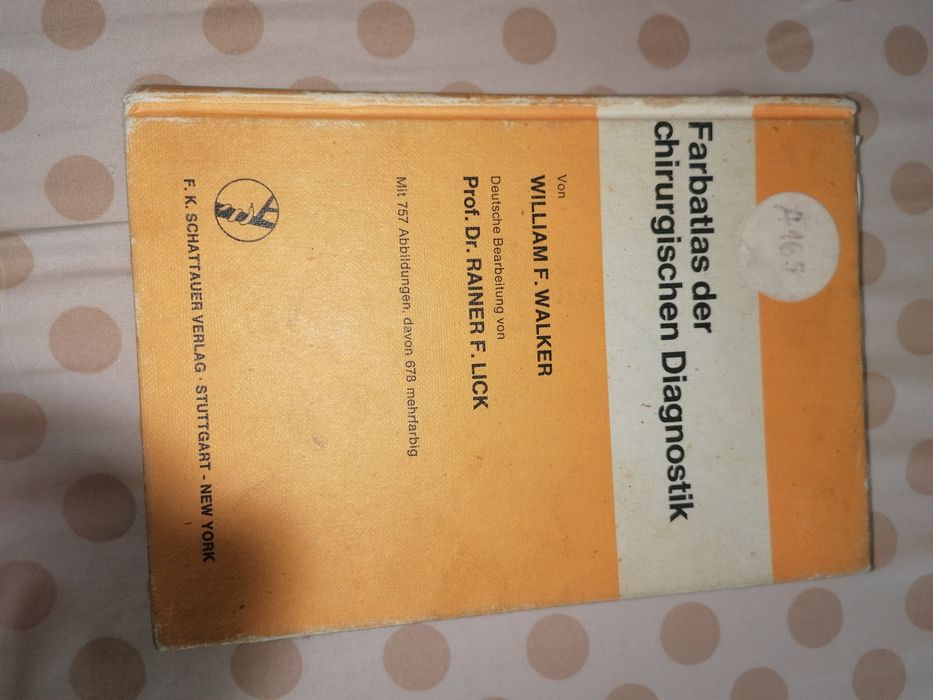 A 165
Farbatlas der
chirurgischen Diagnostik
Von
WILLIAM F. WALKER
Deutsche Bearbeitung von
Prof. Dr. RAINER F. LICK
Mit 757 Abbildungen, davon 678 mehrfarbig
F. K. SCHATTAUER VERLAG · STUTTGART - NEW YORK